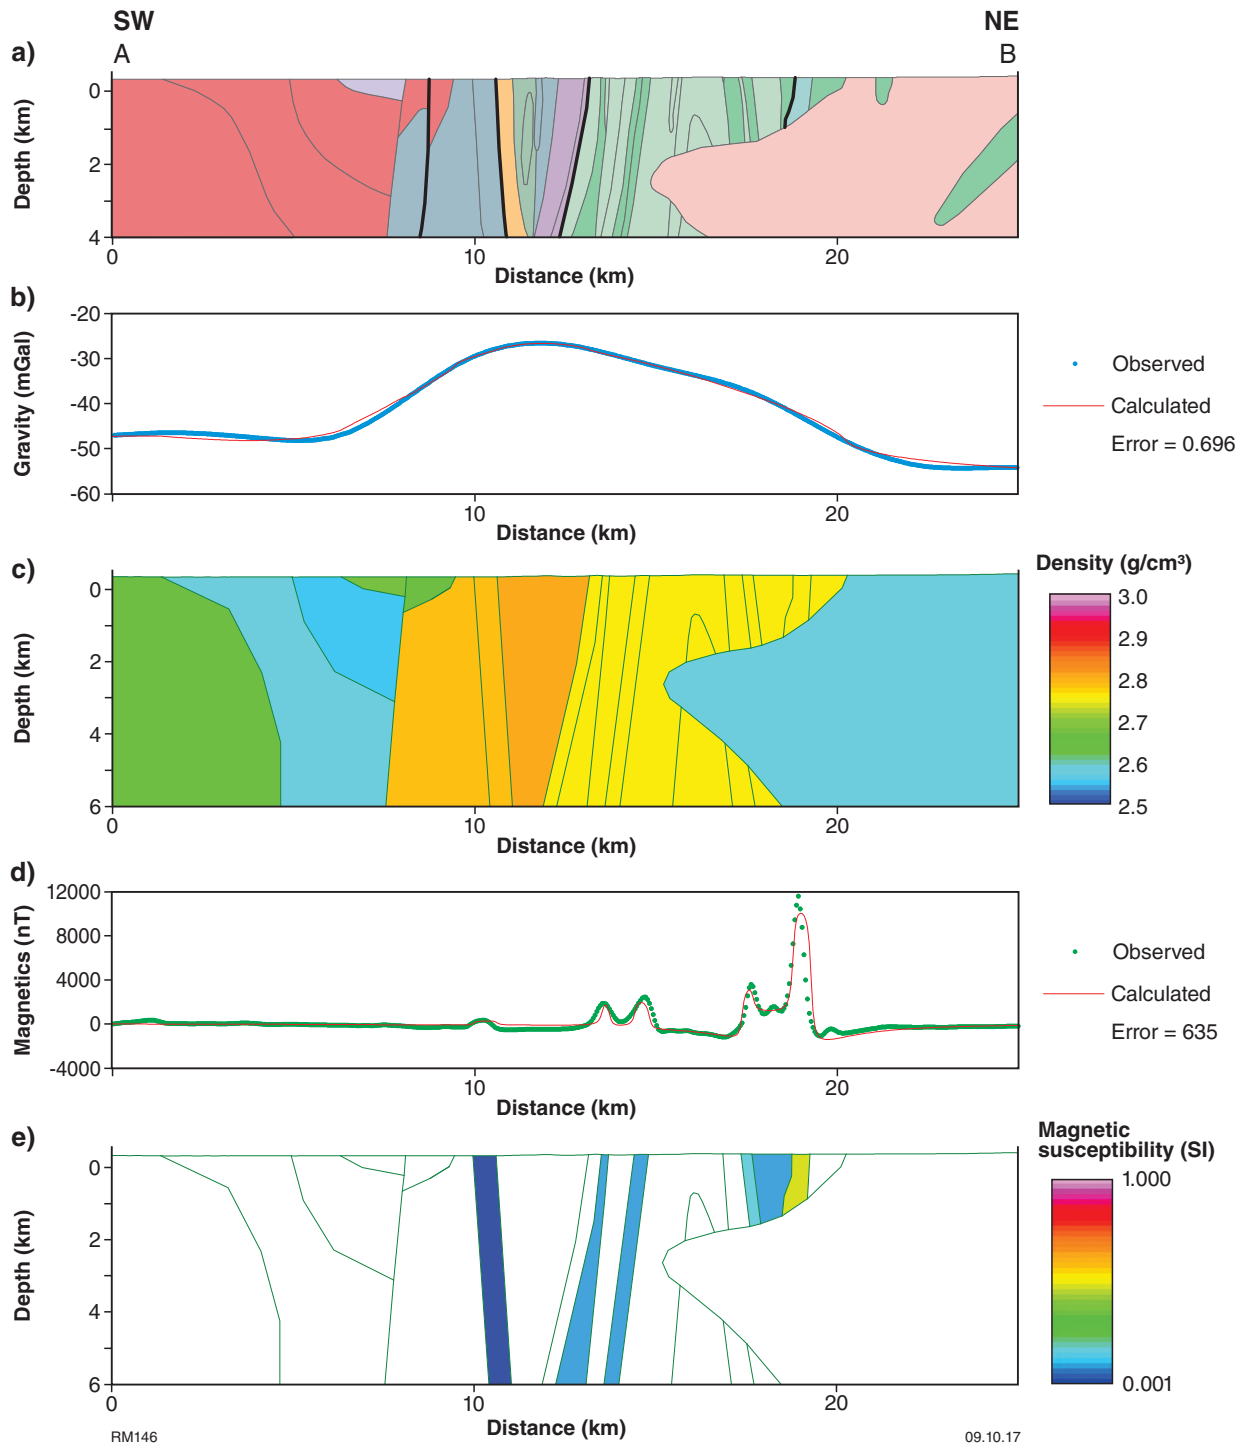 SW NE
a) A B
0
2
4
Depth (km)
0 10 20
Distance (km)
b)
-20
-30
-40
-50
-60
Gravity (mGal)
10 20
Distance (km)
Observed
Calculated
Error = 0.696
c)
0
2
4
6
Depth (km)
0 10 20
Distance (km)
Density (g/cm³)
3.0
2.9
2.8
2.7
2.6
2.5
d)
12000
8000
4000
0
-4000
Magnetics (nT)
10 20
Distance (km)
Observed
Calculated
Error = 635
e)
0
2
4
6
Depth (km)
0 10 20
Distance (km)
Magnetic
susceptibility (SI)
1.000
0.001
RM146 09.10.17